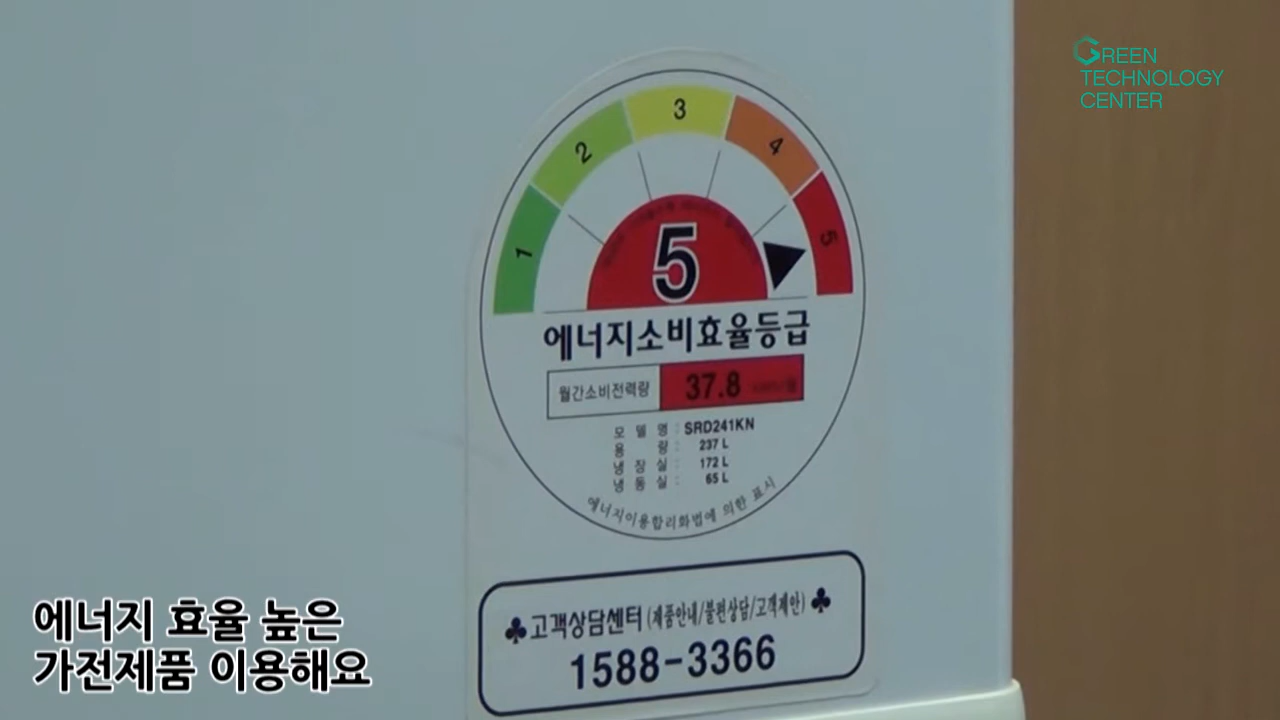 GREEN
TECHNOLOGY
CENTER
1
2
3
4
5
5
에너지소비효율등급
월간소비전력량 37.8
모델명: SRD241KN
용량: 237 L
냉장실: 172 L
냉동실: 65 L
에너지이용합리화법에 의한 표시
♣고객상담센터 (제품안내/불편상담/고객제안)♣
1588-3366
에너지 효율 높은
가전제품 이용해요